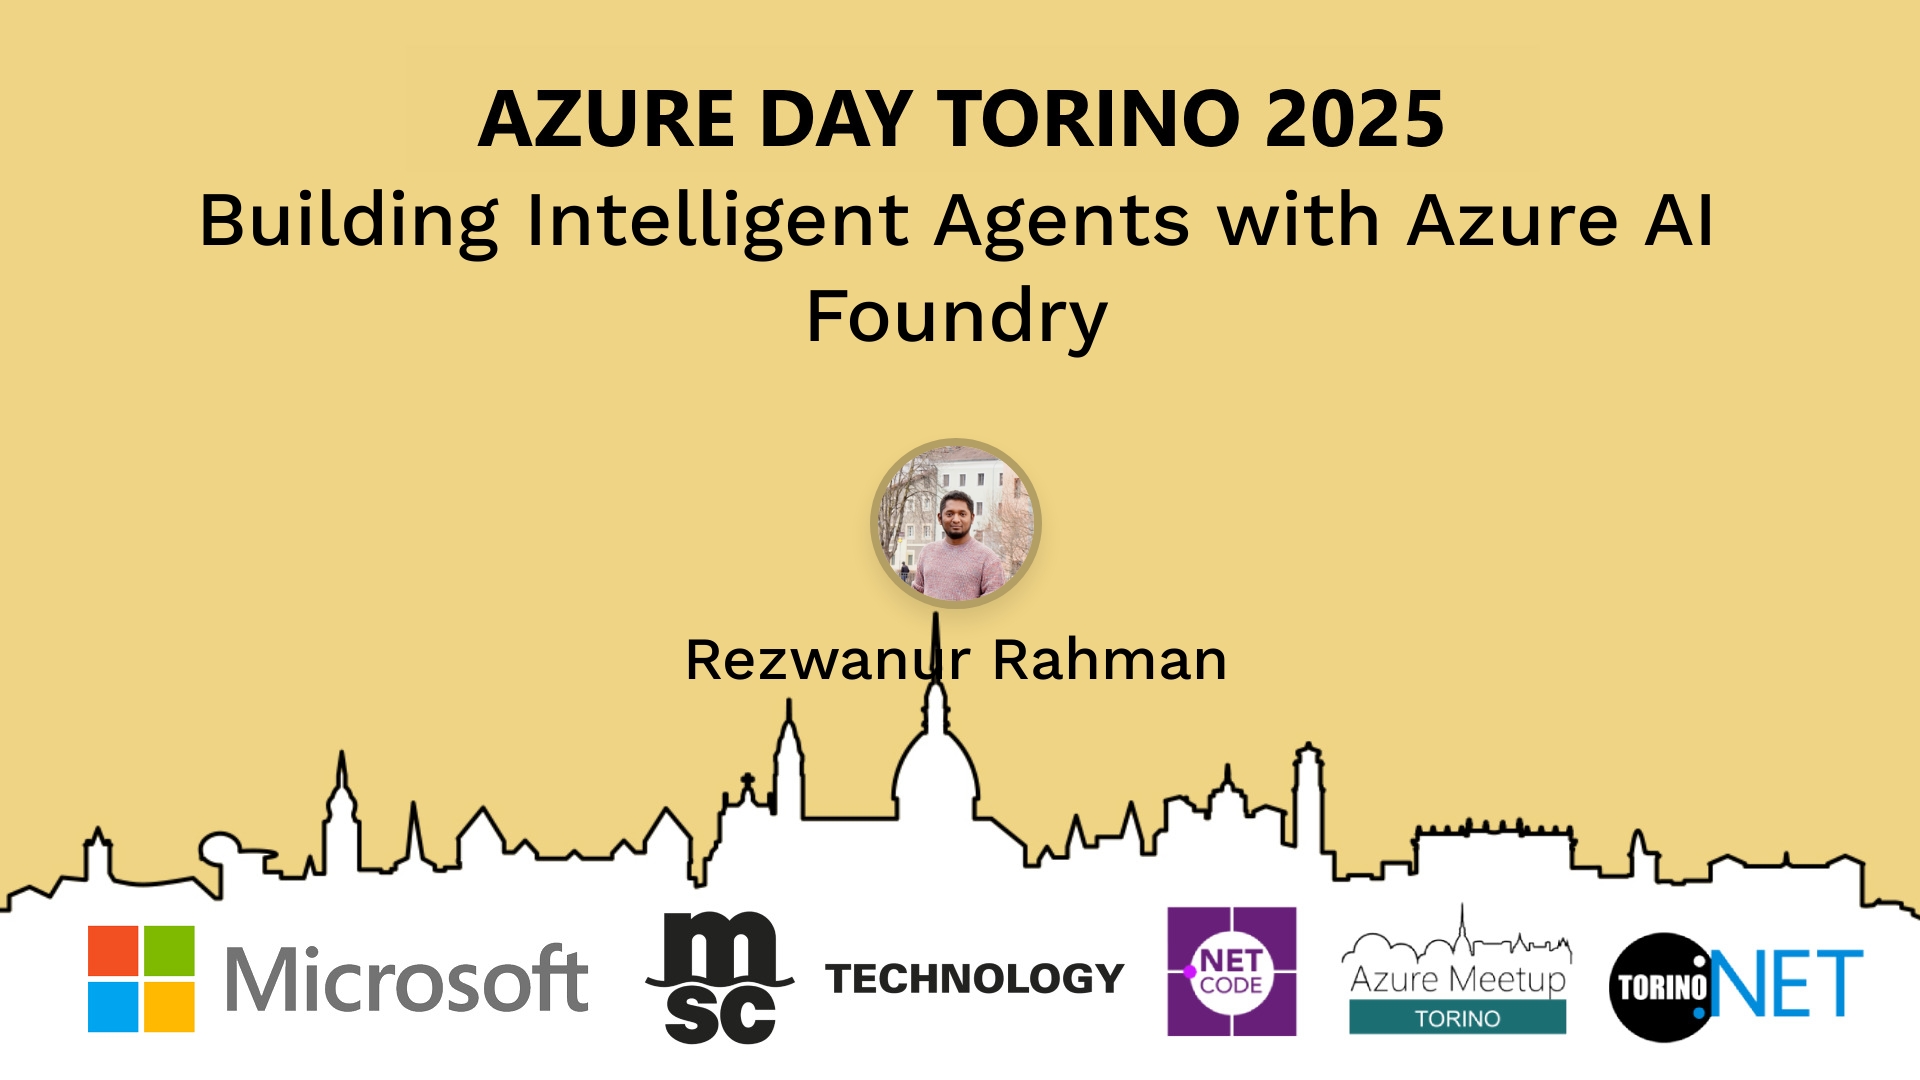 AZURE DAY TORINO 2025
Building Intelligent Agents with Azure AI
Foundry
Rezwanur Rahman
Microsoft
msc TECHNOLOGY
NET
CODE
Azure Meetup
TORINO
TORINO.NET